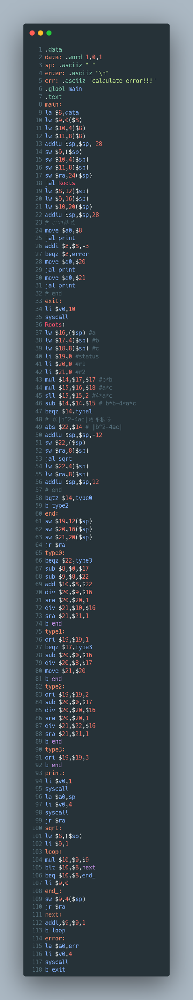 1 .data
2 data: .word 1,0,1
3 sp: .asciiz " "
4 enter: .asciiz "\n"
5 err: .asciiz "calculate error!!!"
6 .globl main
7 .text
8 main:
9 la $8,data
10 lw $9,0($8)
11 lw $10,4($8)
12 lw $11,8($8)
13 addiu $sp,$sp,-28
14 sw $9,($sp)
15 sw $10,4($sp)
16 sw $11,8($sp)
17 sw $ra,24($sp)
18 jal Roots
19 lw $8,12($sp)
20 lw $9,16($sp)
21 lw $10,20($sp)
22 addiu $sp,$sp,28
23 # 打印结果
24 move $a0,$8
25 jal print
26 addi $8,$8,-3
27 beqz $8,error
28 move $a0,$20
29 jal print
30 move $a0,$21
31 jal print
32 # end
33 exit:
34 li $v0,10
35 syscall
36 Roots:
37 lw $16,($sp) #a
38 lw $17,4($sp) #b
39 lw $18,8($sp) #c
40 li $19,0 #status
41 li $20,0 #r1
42 li $21,0 #r2
43 mul $14,$17,$17 #b*b
44 mul $15,$16,$18 #a*c
45 sll $15,$15,2 #4*a*c
46 sub $14,$14,$15 # b*b-4*a*c
47 beqz $14,type1
48 # 求|b^2-4ac|的开根号
49 abs $22,$14 # |b^2-4ac|
50 addiu $sp,$sp,-12
51 sw $22,($sp)
52 sw $ra,8($sp)
53 jal sqrt
54 lw $22,4($sp)
55 lw $ra,8($sp)
56 addiu $sp,$sp,12
57 # end
58 bgtz $14,type0
59 b type2
60 end:
61 sw $19,12($sp)
62 sw $20,16($sp)
63 sw $21,20($sp)
64 jr $ra
65 type0:
66 beqz $22,type3
67 sub $8,$0,$17
68 sub $9,$8,$22
69 add $10,$8,$22
70 div $20,$9,$16
71 sra $20,$20,1
72 div $21,$10,$16
73 sra $21,$21,1
74 b end
75 type1:
76 ori $19,$19,1
77 beqz $17,type3
78 sub $20,$0,$16
79 div $20,$8,$17
80 move $21,$20
81 b end
82 type2:
83 ori $19,$19,2
84 sub $20,$0,$17
85 div $20,$20,$16
86 sra $20,$20,1
87 div $21,$22,$16
88 sra $21,$21,1
89 b end
90 type3:
91 ori $19,$19,3
92 b end
93 print:
94 li $v0,1
95 syscall
96 la $a0,sp
97 li $v0,4
98 syscall
99 jr $ra
100 sqrt:
101 lw $8,($sp)
102 li $9,1
103 loop:
104 mul $10,$9,$9
105 blt $10,$8,next
106 beq $10,$8,end_
107 li $9,0
108 end_:
109 sw $9,4($sp)
110 jr $ra
111 next:
112 addi,$9,$9,1
113 b loop
114 error:
115 la $a0,err
116 li $v0,4
117 syscall
118 b exit